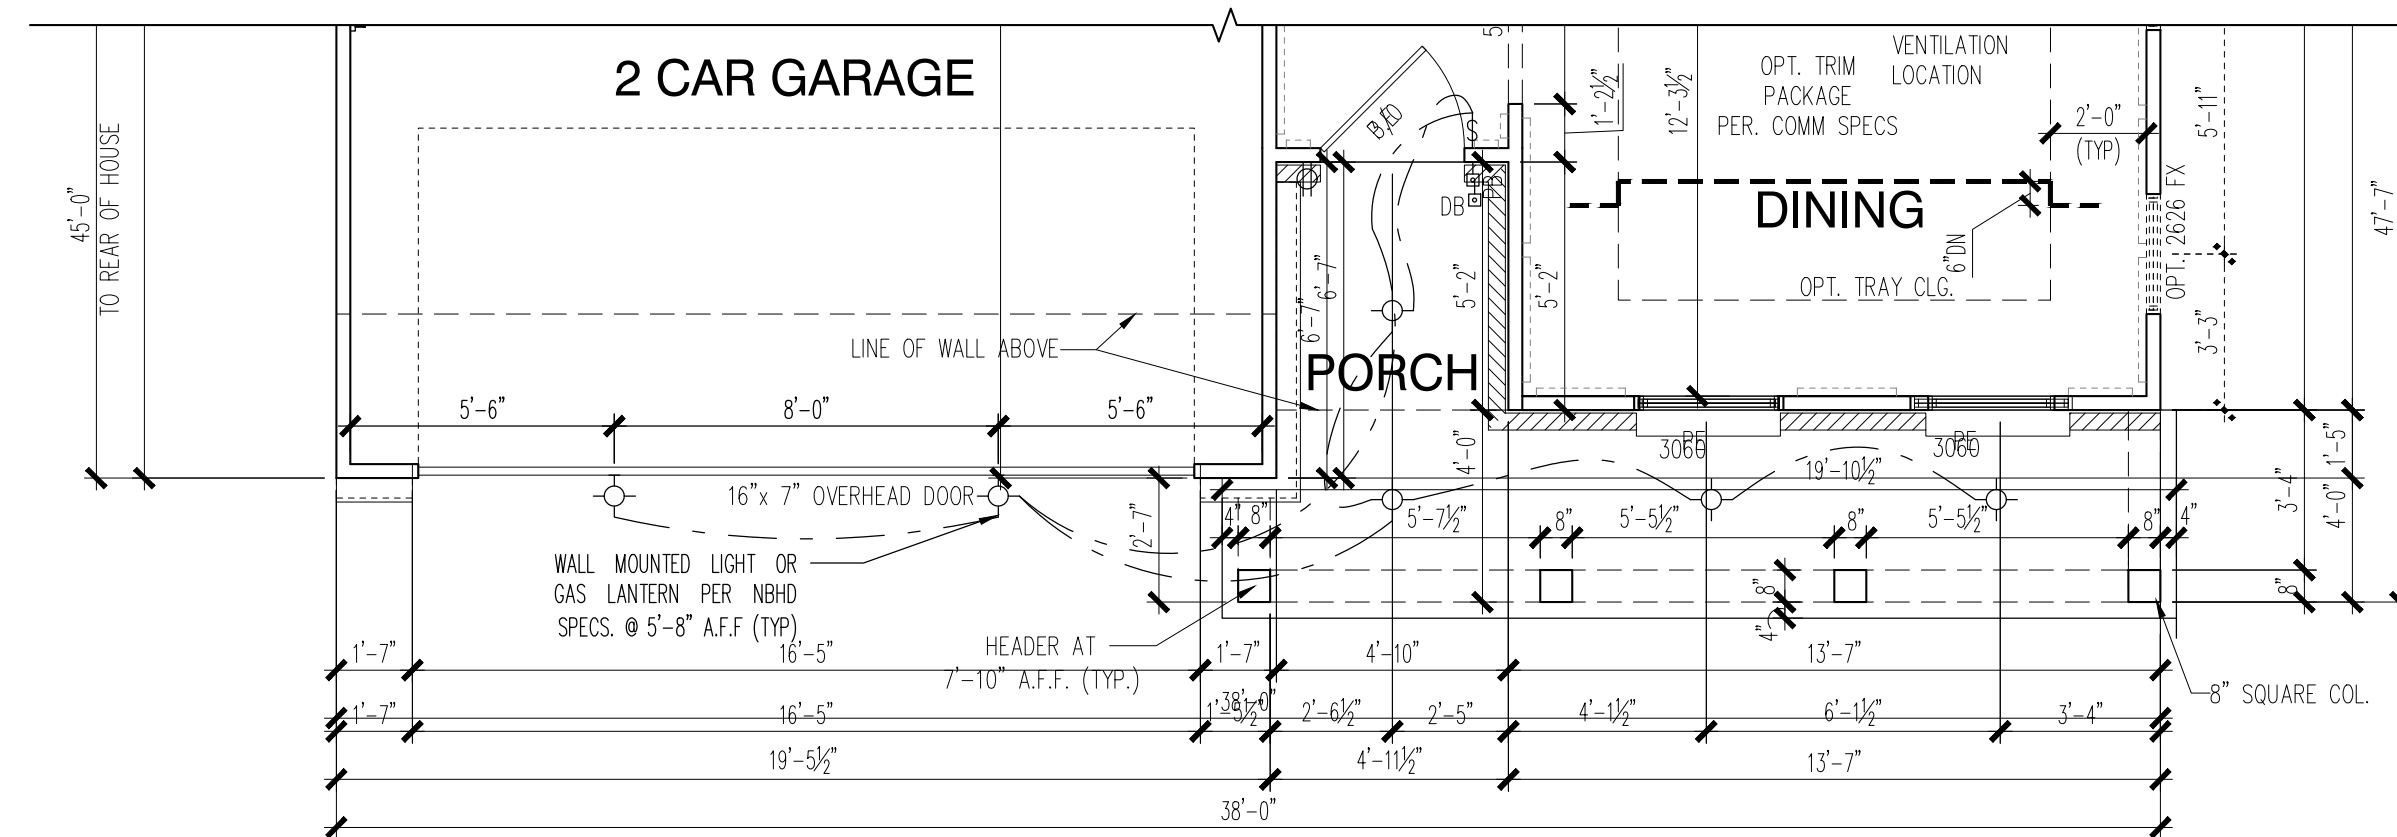 2 CAR GARAGE
VENTILATION
LOCATION
OPT. TRIM
PACKAGE
PER. COMM SPECS
1'-2½"
12'-3½"
2'-0"
(TYP)
5'-11"
45'-0"
TO REAR OF HOUSE
S
DB
DINING
6"DN
OPT. TRAY CLG.
OPT. 2626 FX
47'-7"
LINE OF WALL ABOVE
6'-7"
6'-7"
5'-2"
5'-2"
3'-3"
PORCH
5'-6"
8'-0"
5'-6"
4'-0"
3060
3060
19'-10½"
1'-5"
3'-4"
4'-0"
8"
16"x 7" OVERHEAD DOOR
2'-7"
4"
8"
5'-7½"
8"
5'-5½"
8"
5'-5½"
8"
4"
8"
4"
WALL MOUNTED LIGHT OR
GAS LANTERN PER NBHD
SPECS. @ 5'-8" A.F.F (TYP)
HEADER AT
7'-10" A.F.F. (TYP.)
8" SQUARE COL.
1'-7"
16'-5"
1'-7"
4'-10"
13'-7"
38'-0"
1'-7"
16'-5"
1'-5½"
2'-6½"
2'-5"
4'-1½"
6'-1½"
3'-4"
19'-5½"
4'-11½"
13'-7"
38'-0"